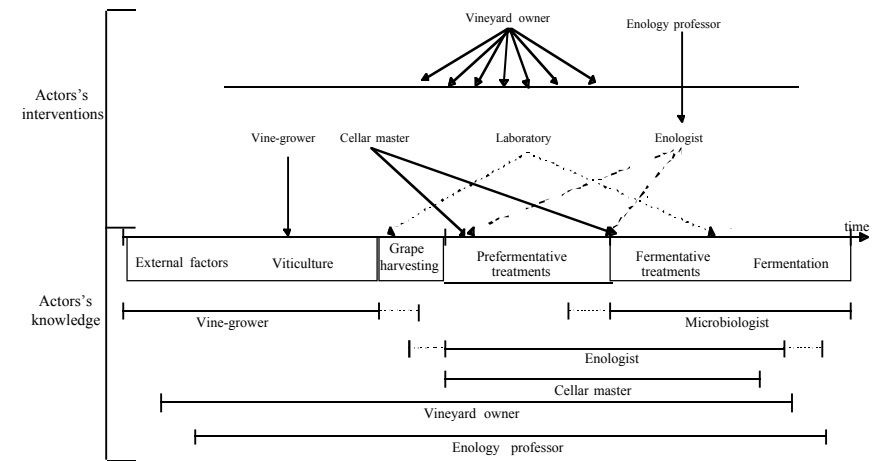 Vineyard owner
Enology professor
Actors's
interventions
Vine-grower
Cellar master
Laboratory
Enologist
time
External factors
Viticulture
Grape
harvesting
Prefermentative
treatments
Fermentative
treatments
Fermentation
Actors's
knowledge
Vine-grower
Microbiologist
Enologist
Cellar master
Vineyard owner
Enology professor